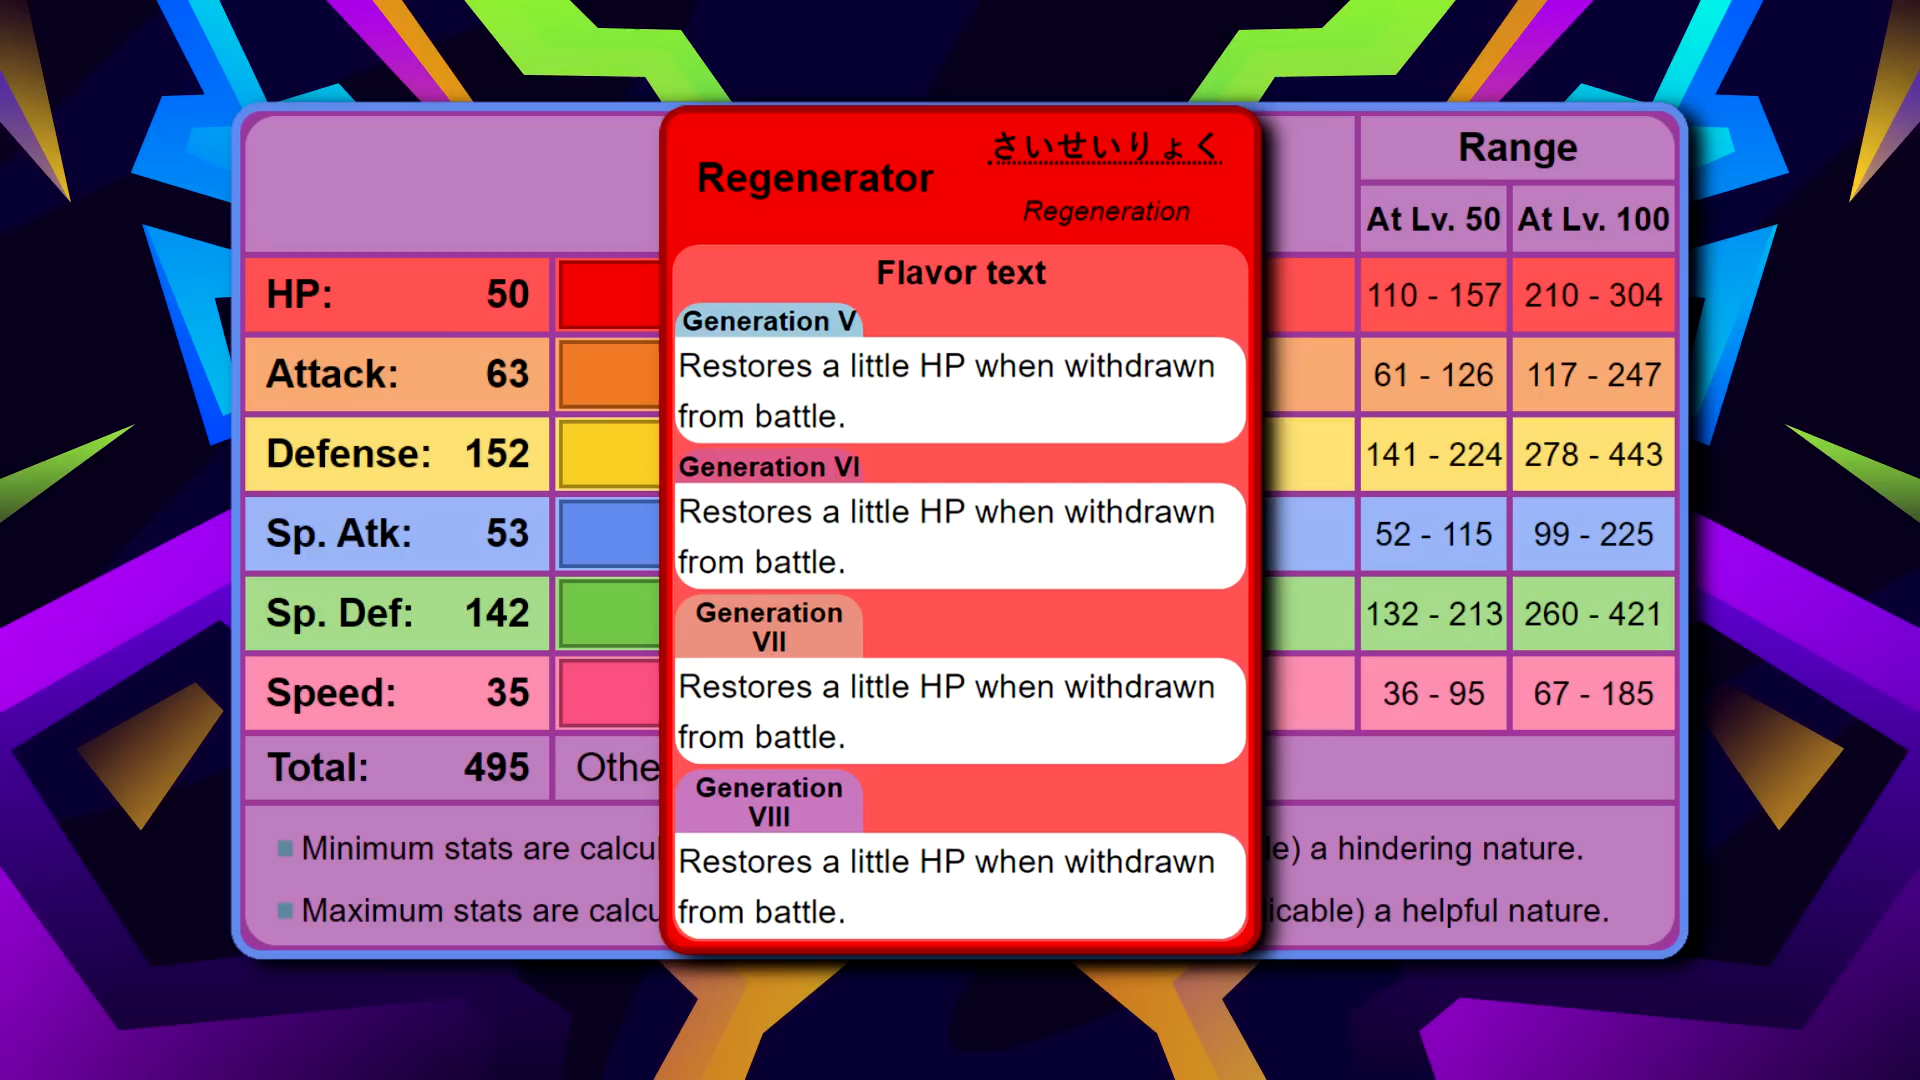 Range
At Lv. 50 At Lv. 100
HP: 50 110 - 157 210 - 304
Attack: 63 61 - 126 117 - 247
Defense: 152 141 - 224 278 - 443
Sp. Atk: 53 52 - 115 99 - 225
Sp. Def: 142 132 - 213 260 - 421
Speed: 35 36 - 95 67 - 185
Total: 495
Minimum stats are
a hindering nature.
Maximum stats are
a helpful nature.
さいせいりょく
Regenerator
Regeneration
Flavor text
Generation V
Restores a little HP when withdrawn
from battle.
Generation VI
Restores a little HP when withdrawn
from battle.
Generation
VII
Restores a little HP when withdrawn
from battle.
Generation
VIII
Restores a little HP when withdrawn
from battle.